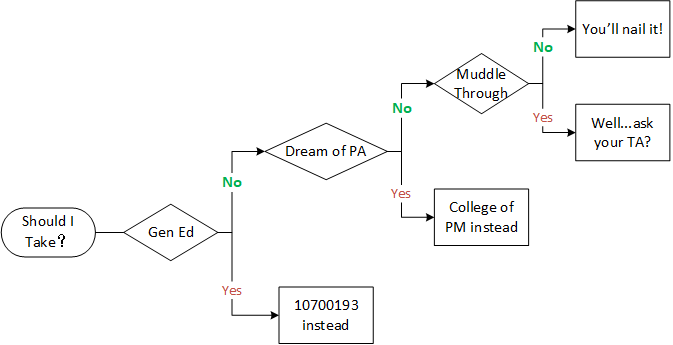 Should I
Take?
Gen Ed
No
Yes
10700193
instead
Dream of PA
No
Yes
College of
PM instead
Muddle
Through
No
Yes
You'll nail it!
Well...ask
your TA?